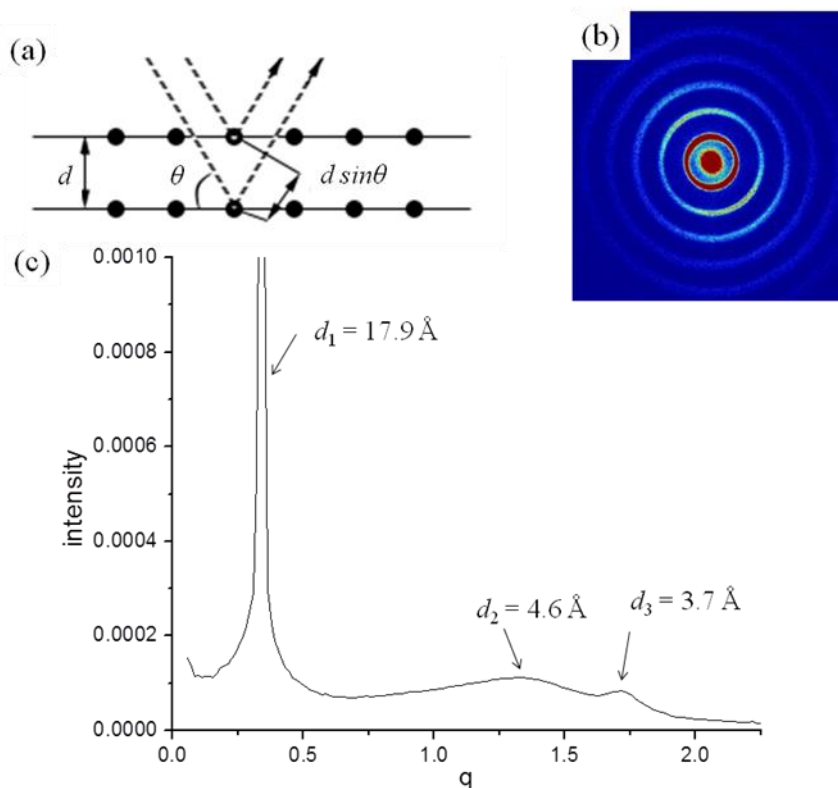 (a)
(b)
d
θ
d sinθ
(c)
0.0010
0.0008
0.0006
0.0004
0.0002
0.0000
intensity
d₁ = 17.9 Å
d₂ = 4.6 Å
d₃ = 3.7 Å
0.0
0.5
1.0
1.5
2.0
q